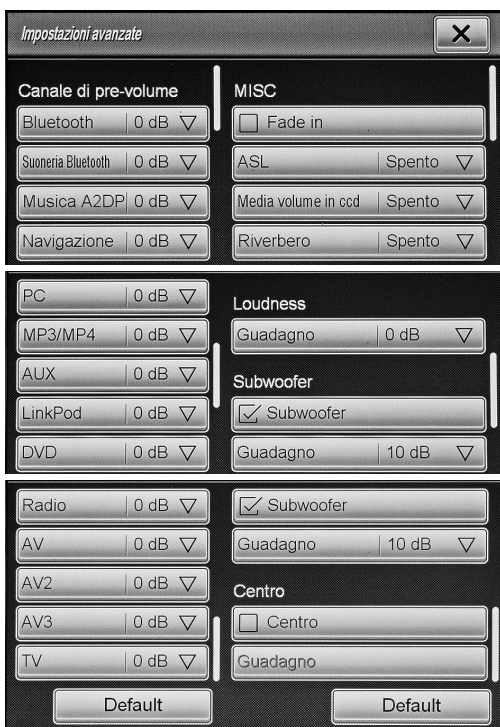 Impostazioni avanzate
Canale di pre-volume
Bluetooth 0 dB
Suoneria Bluetooth 0 dB
Musica A2DP 0 dB
Navigazione 0 dB
MISC
Fade in
ASL Spento
Media volume in ccd Spento
Riverbero Spento
PC 0 dB
MP3/MP4 0 dB
AUX 0 dB
LinkPod 0 dB
DVD 0 dB
Loudness
Guadagno 0 dB
Subwoofer
Subwoofer
Guadagno 10 dB
Radio 0 dB
AV 0 dB
AV2 0 dB
AV3 0 dB
TV 0 dB
Default
Subwoofer
Guadagno 10 dB
Centro
Centro
Guadagno
Default